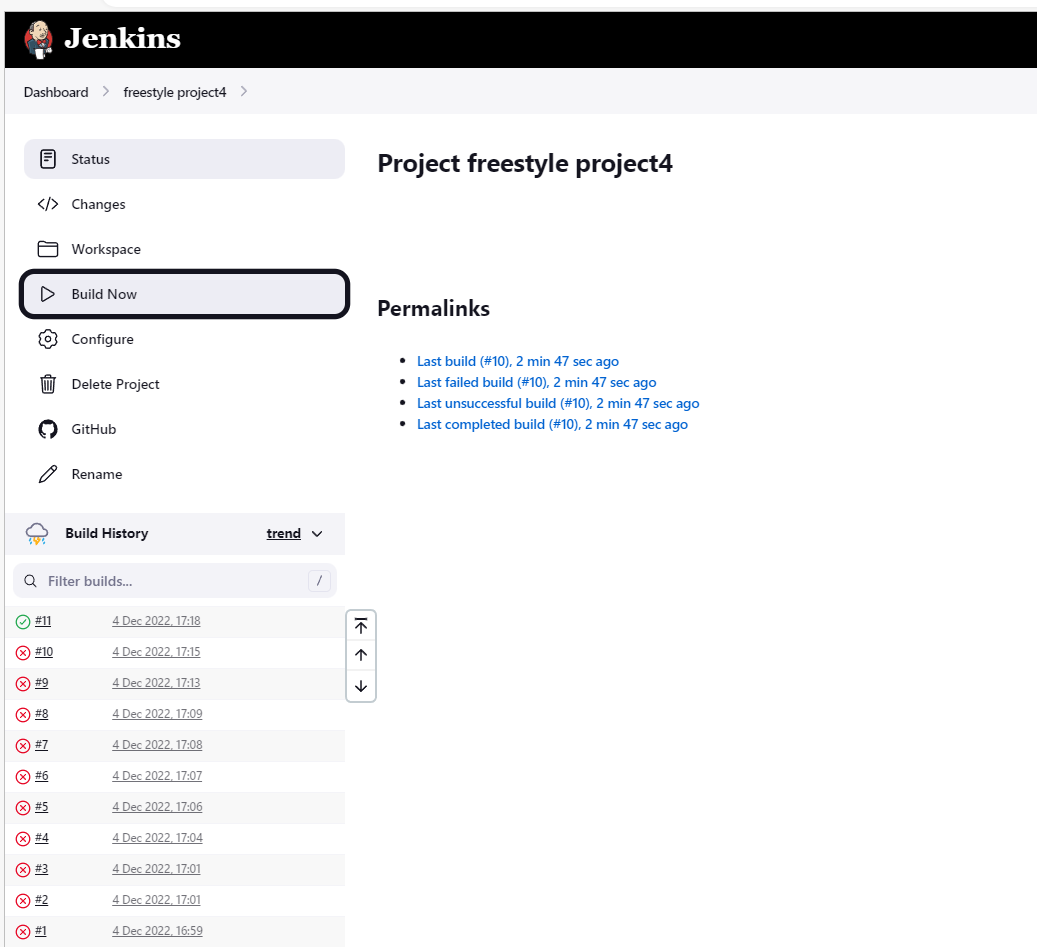 Jenkins
Dashboard > freestyle project4 >
Status
Changes
Workspace
Build Now
Configure
Delete Project
GitHub
Rename
Project freestyle project4
Permalinks
• Last build (#10), 2 min 47 sec ago
• Last failed build (#10), 2 min 47 sec ago
• Last unsuccessful build (#10), 2 min 47 sec ago
• Last completed build (#10), 2 min 47 sec ago
Build History trend
Filter builds... /
#11 4 Dec 2022, 17:18
#10 4 Dec 2022, 17:15
#9 4 Dec 2022, 17:13
#8 4 Dec 2022, 17:09
#7 4 Dec 2022, 17:08
#6 4 Dec 2022, 17:07
#5 4 Dec 2022, 17:06
#4 4 Dec 2022, 17:04
#3 4 Dec 2022, 17:01
#2 4 Dec 2022, 17:01
#1 4 Dec 2022, 16:59